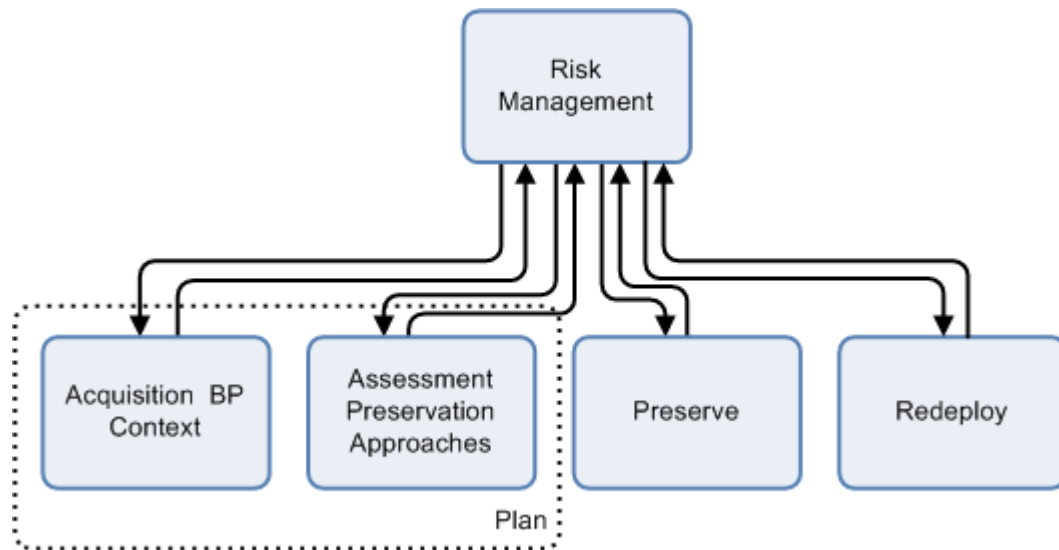 Risk
Management
Acquisition BP
Context
Assessment
Preservation
Approaches
Preserve
Redeploy
Plan